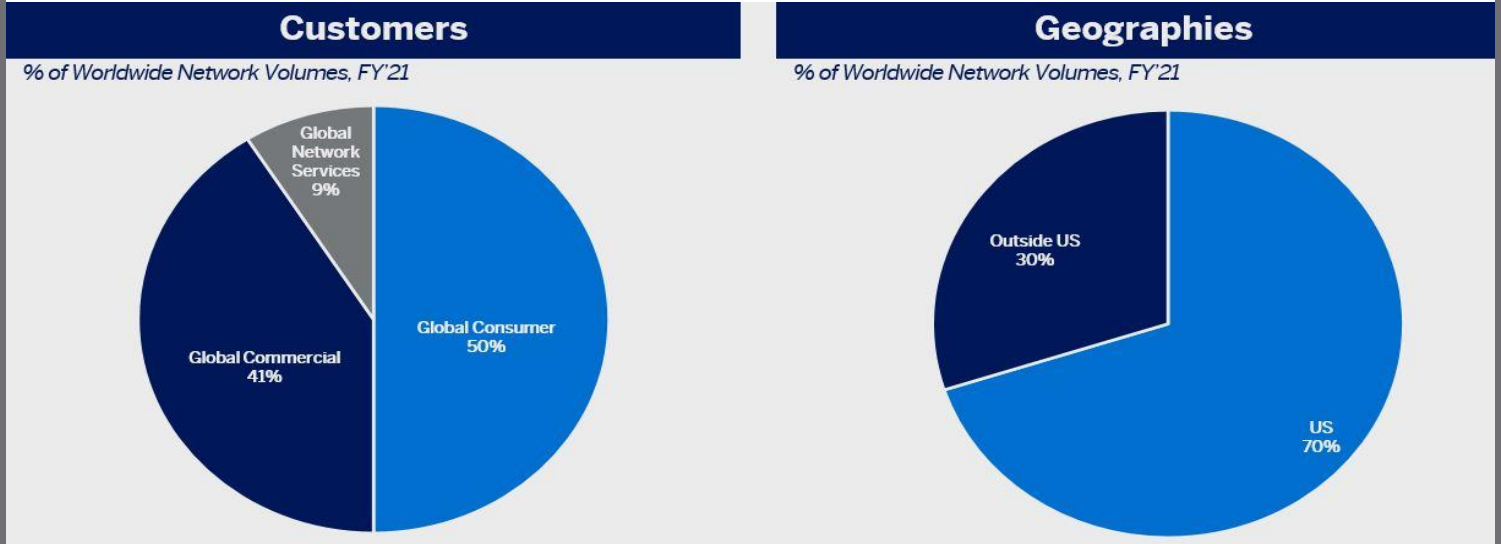 Customers
% of Worldwide Network Volumes, FY'21
Global
Network
Services
9%
Global Commercial
41%
Global Consumer
50%
Geographies
% of Worldwide Network Volumes, FY'21
Outside US
30%
US
70%